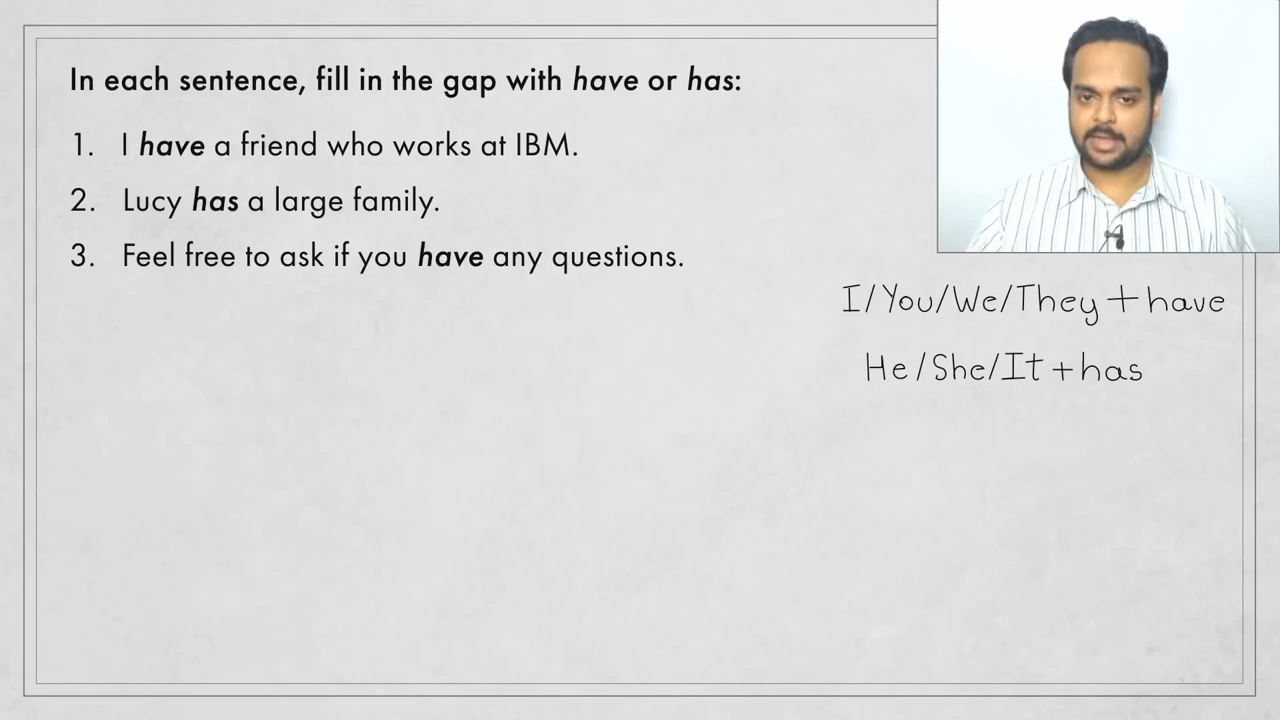 In each sentence, fill in the gap with have or has:
1. I have a friend who works at IBM.
2. Lucy has a large family.
3. Feel free to ask if you have any questions.
I/You/We/They + have
He/She/It + has